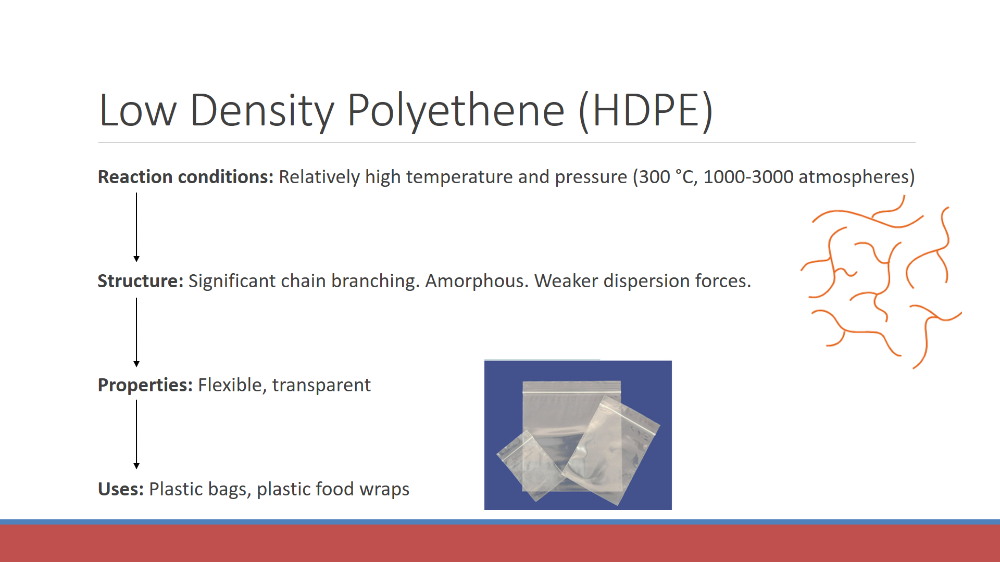 Low Density Polyethene (HDPE)
Reaction conditions: Relatively high temperature and pressure (300 °C, 1000-3000 atmospheres)
Structure: Significant chain branching. Amorphous. Weaker dispersion forces.
Properties: Flexible, transparent
Uses: Plastic bags, plastic food wraps